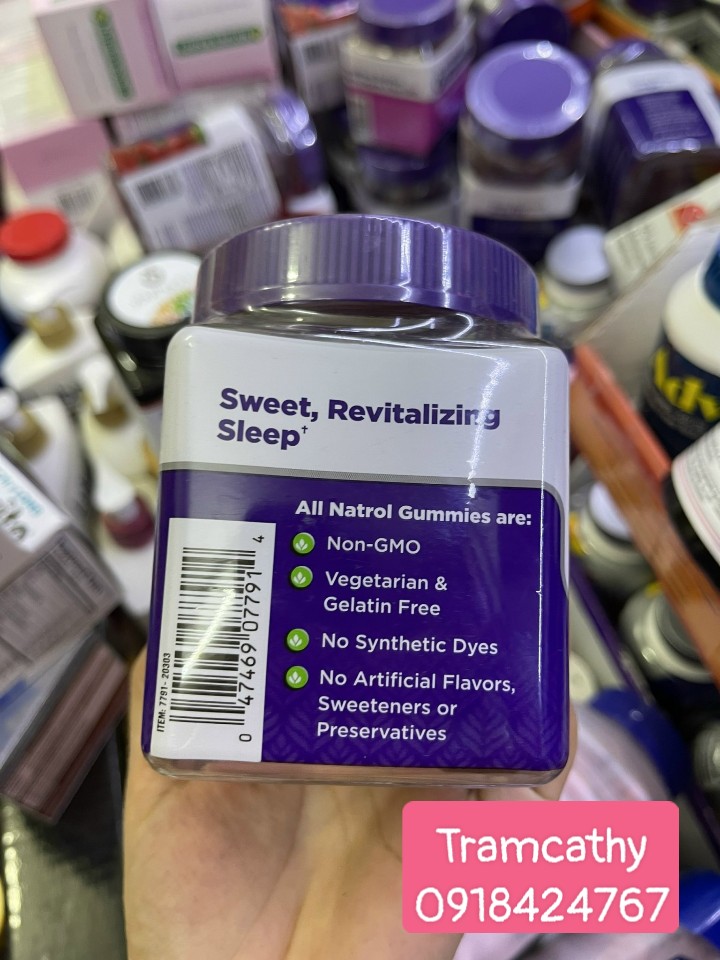 Sweet, Revitalizing
Sleep†
All Natrol Gummies are:
Non-GMO
Vegetarian &
Gelatin Free
No Synthetic Dyes
No Artificial Flavors,
Sweeteners or
Preservatives
ITEM: 7791-20303
0 47469 07791 4
Tramcathy
0918424767